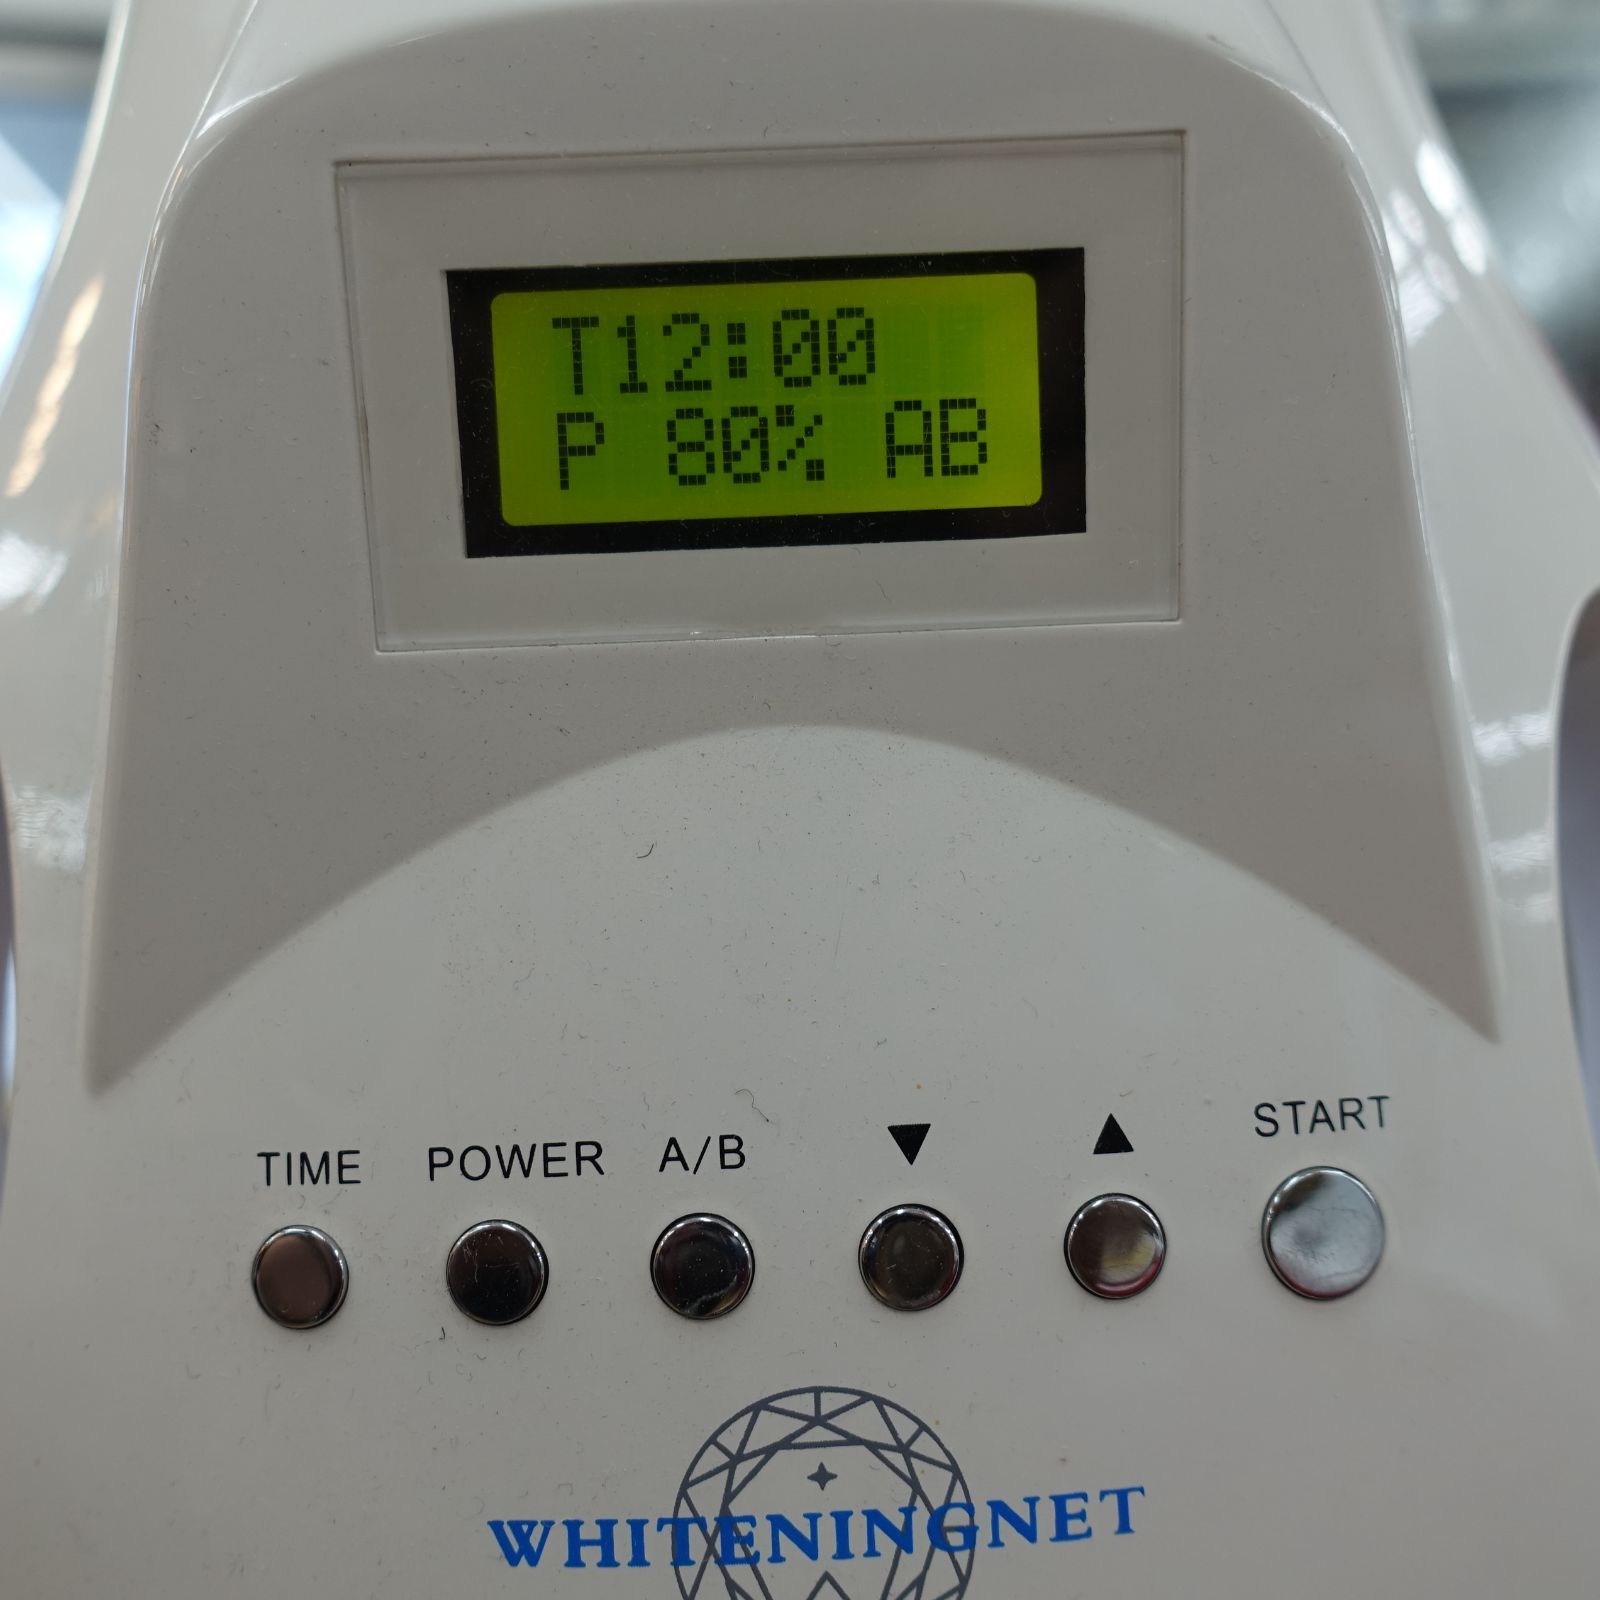 T12:00
P 80% AB
TIME POWER A/B ▼ ▲ START
WHITENINGNET